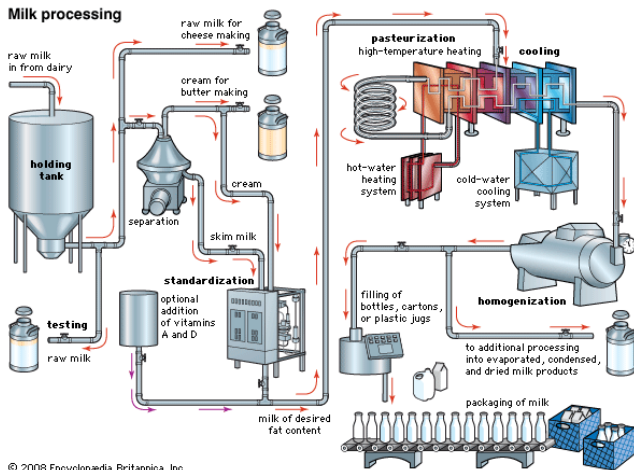 Milk processing
raw milk for
cheese making
raw milk
in from dairy
cream for
butter making
holding
tank
separation
cream
skim milk
testing
raw milk
standardization
optional
addition
of vitamins
A and D
milk of desired
fat content
pasteurization
high-temperature heating
cooling
hot-water
heating
system
cold-water
cooling
system
homogenization
filling of
bottles, cartons,
or plastic jugs
to additional processing
into evaporated, condensed,
and dried milk products
packaging of milk
© 2008 Encyclopædia Britannica, Inc.